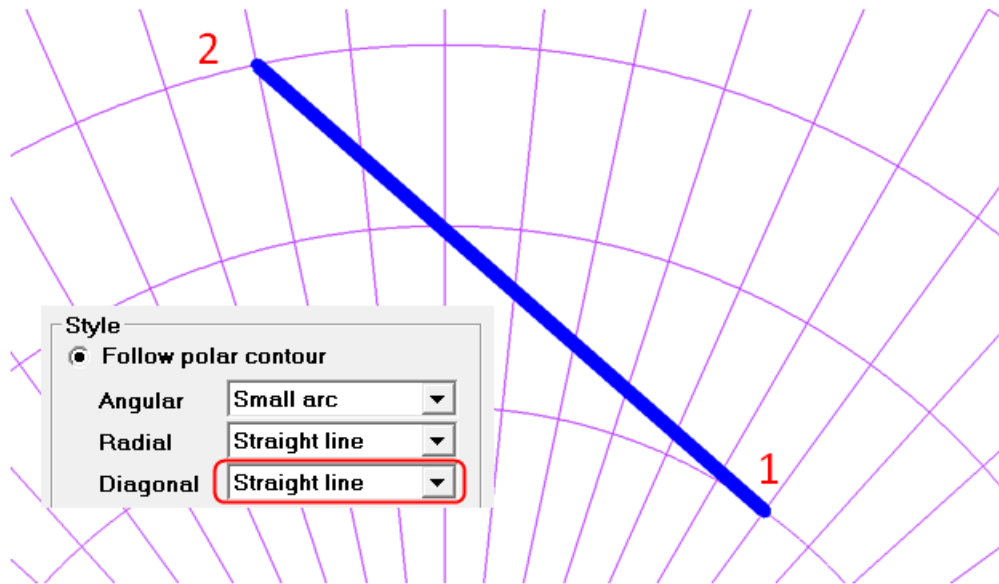 2
Style
Follow polar contour
Angular Small arc
Radial Straight line
Diagonal Straight line
1